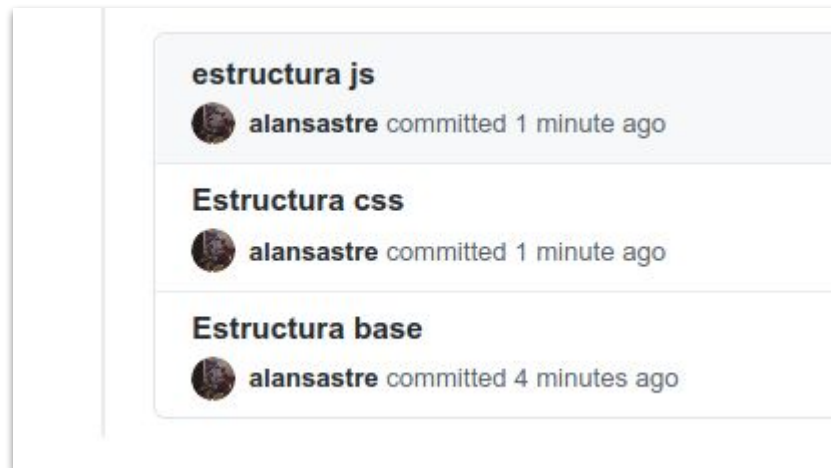 estructura js
alansastre committed 1 minute ago
Estructura css
alansastre committed 1 minute ago
Estructura base
alansastre committed 4 minutes ago